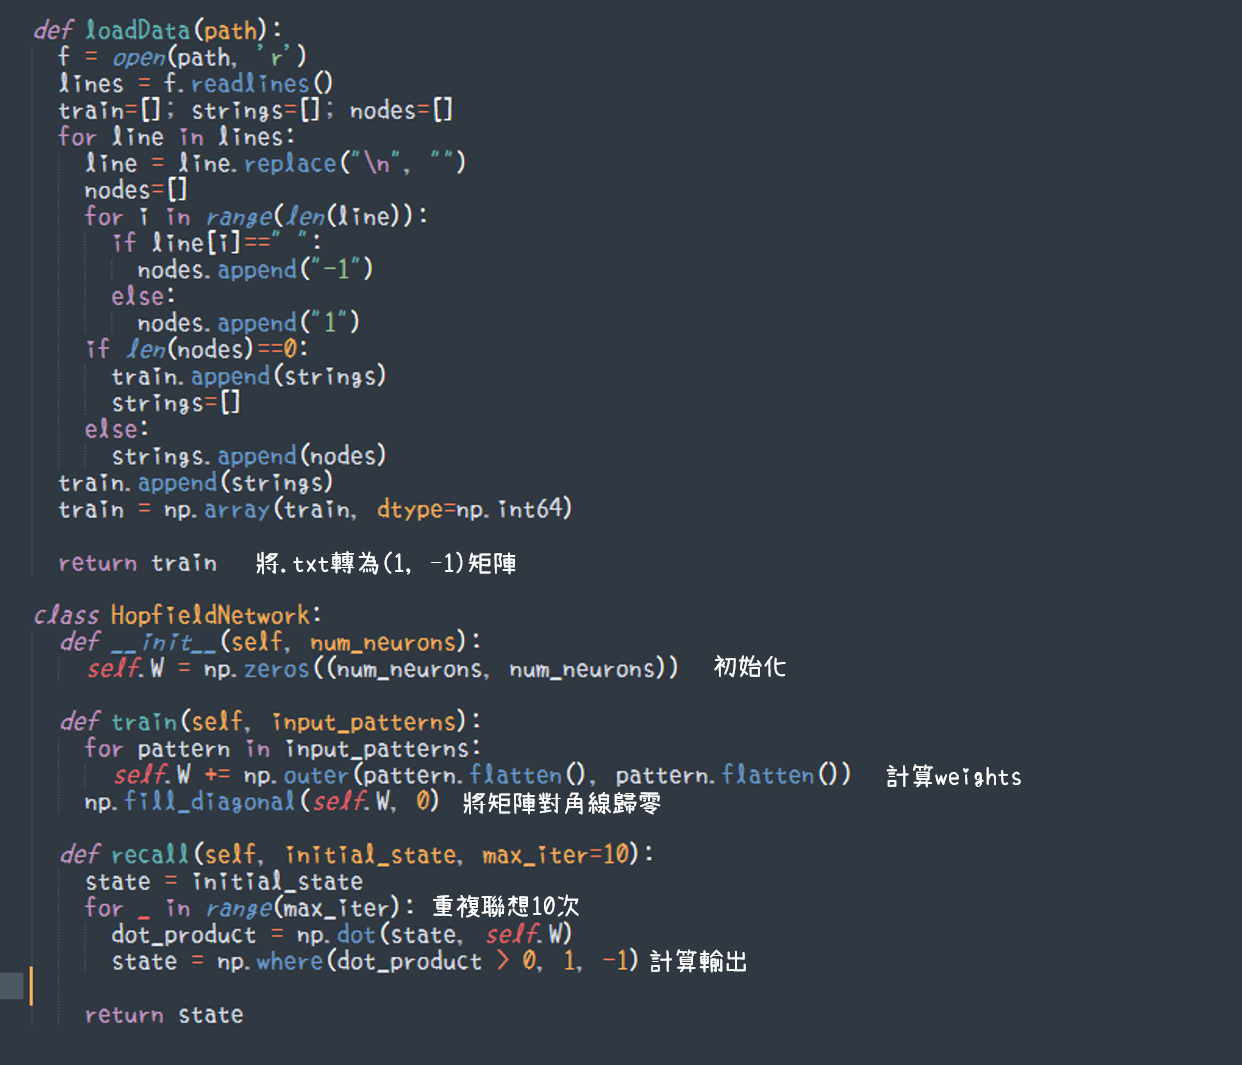 def loadData(path):
  f = open(path, 'r')
  lines = f.readlines()
  train=[]; strings=[]; nodes=[]
  for line in lines:
    line = line.replace("\n", "")
    nodes=[]
    for i in range(len(line)):
      if line[i]==" ":
        nodes.append("-1")
      else:
        nodes.append("1")
    if len(nodes)==0:
      train.append(strings)
      strings=[]
    else:
      strings.append(nodes)
  train.append(strings)
  train = np.array(train, dtype=np.int64)
  return train 將.txt轉為(1, -1)矩陣
class HopfieldNetwork:
  def __init__(self, num_neurons):
    self.W = np.zeros((num_neurons, num_neurons)) 初始化
  def train(self, input_patterns):
    for pattern in input_patterns:
      self.W += np.outer(pattern.flatten(), pattern.flatten()) 計算weights
    np.fill_diagonal(self.W, 0) 將矩陣對角線歸零
  def recall(self, initial_state, max_iter=10):
    state = initial_state
    for _ in range(max_iter): 重複聯想10次
      dot_product = np.dot(state, self.W)
      state = np.where(dot_product > 0, 1, -1) 計算輸出
    return state